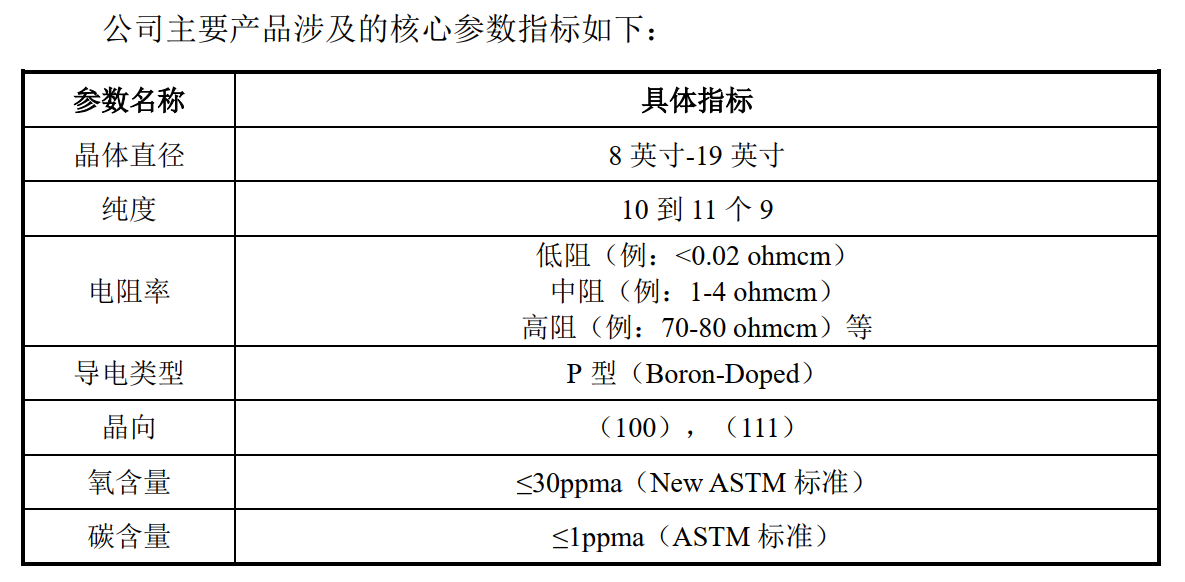 公司主要产品涉及的核心参数指标如下：
参数名称 具体指标
晶体直径 8 英寸-19 英寸
纯度 10 到 11 个 9
电阻率 低阻（例：<0.02 ohmcm）
中阻（例：1-4 ohmcm）
高阻（例：70-80 ohmcm）等
导电类型 P 型（Boron-Doped）
晶向 （100），（111）
氧含量 ≤30ppma（New ASTM 标准）
碳含量 ≤1ppma（ASTM 标准）